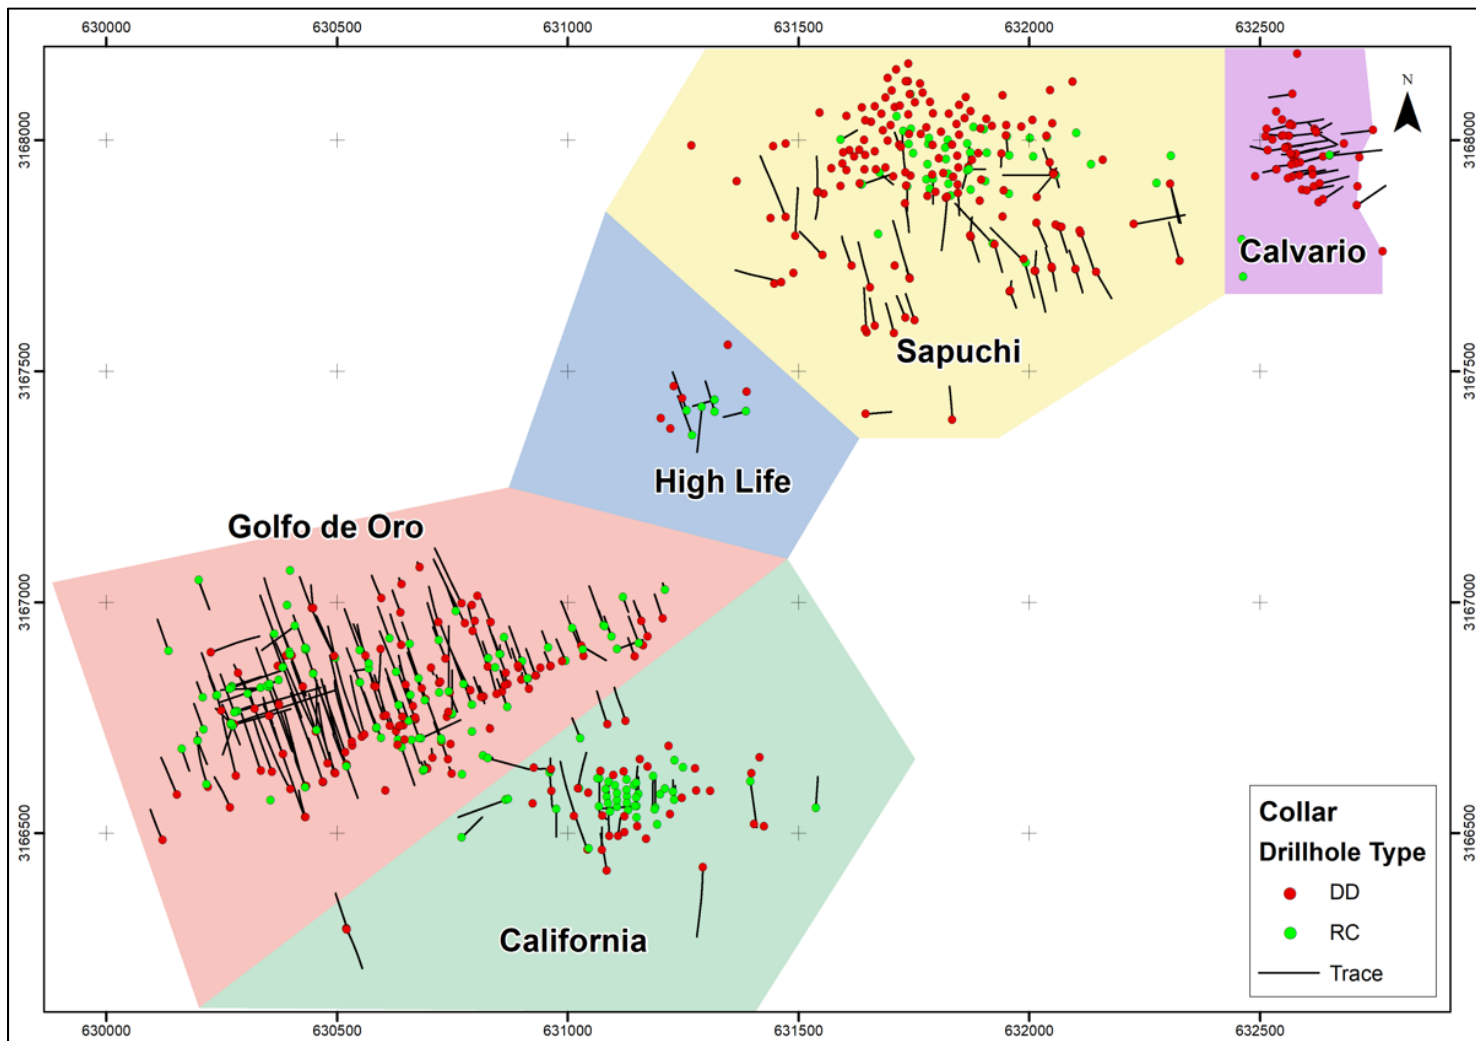 630000 630500 631000 631500 632000 632500
N
3168000 3168000
Calvario
Sapuchi
3167500 3167500
High Life
Golfo de Oro
3167000 3167000
3166500 3166500
California
Collar
Drillhole Type
DD
RC
Trace
630000 630500 631000 631500 632000 632500